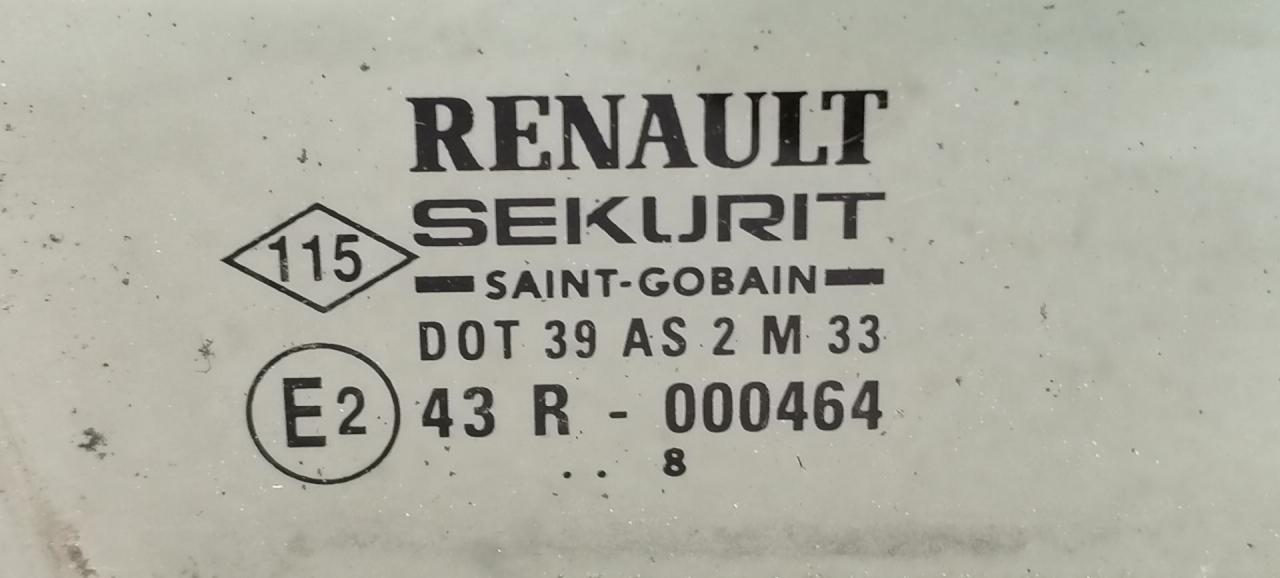 RENAULT
SEKURIT
115
SAINT-GOBAIN
DOT 39 AS 2 M 33
E2 43 R - 000464
.. 8